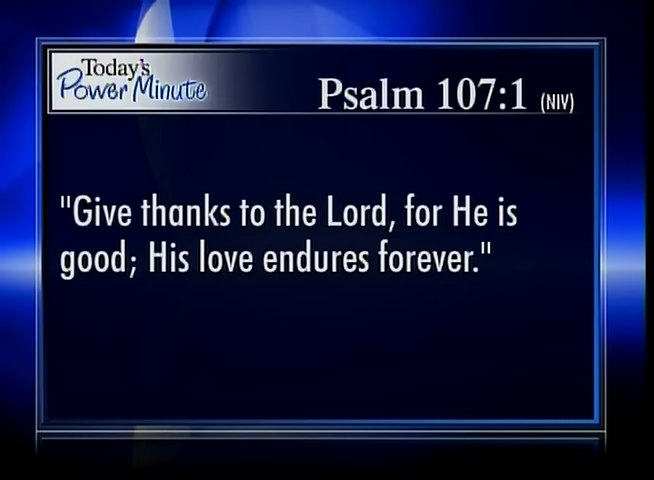 Today's
Power Minute
Psalm 107:1 (NIV)
"Give thanks to the Lord, for He is
good; His love endures forever."